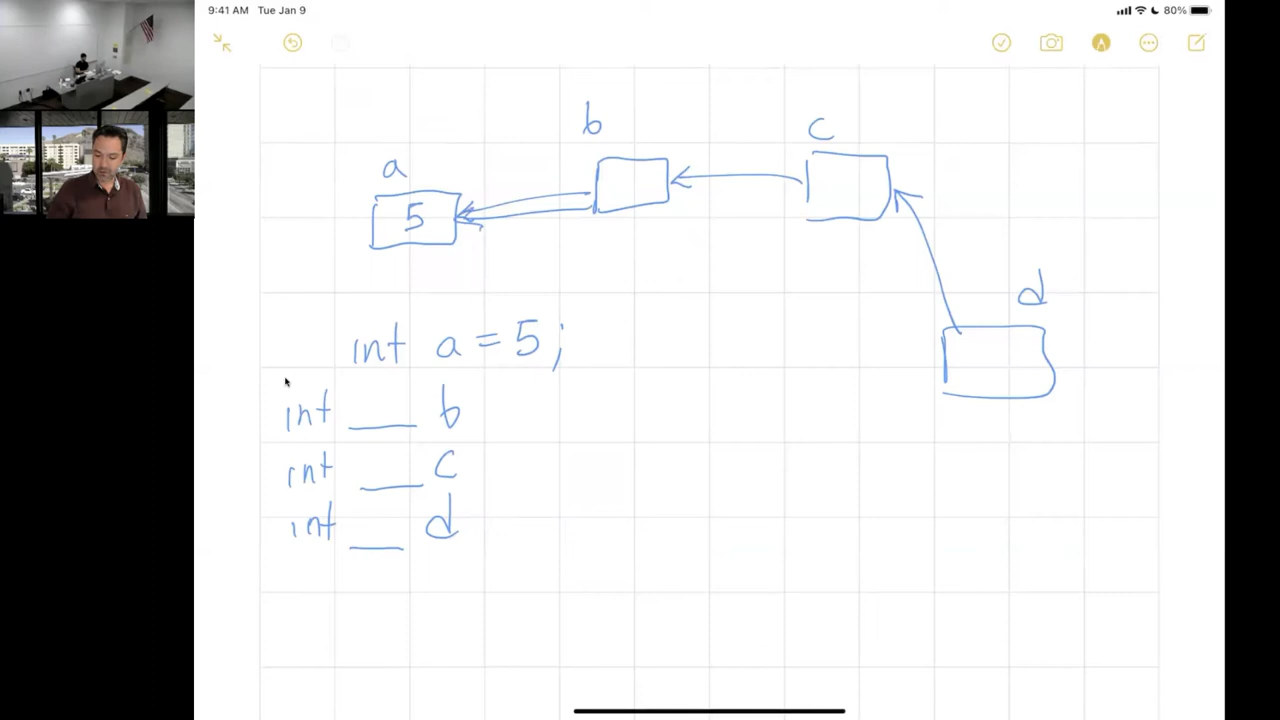 9:41 AM Tue Jan 9
80%
b
c
a
5
d
int a = 5;
int ___ b
int ___ c
int ___ d